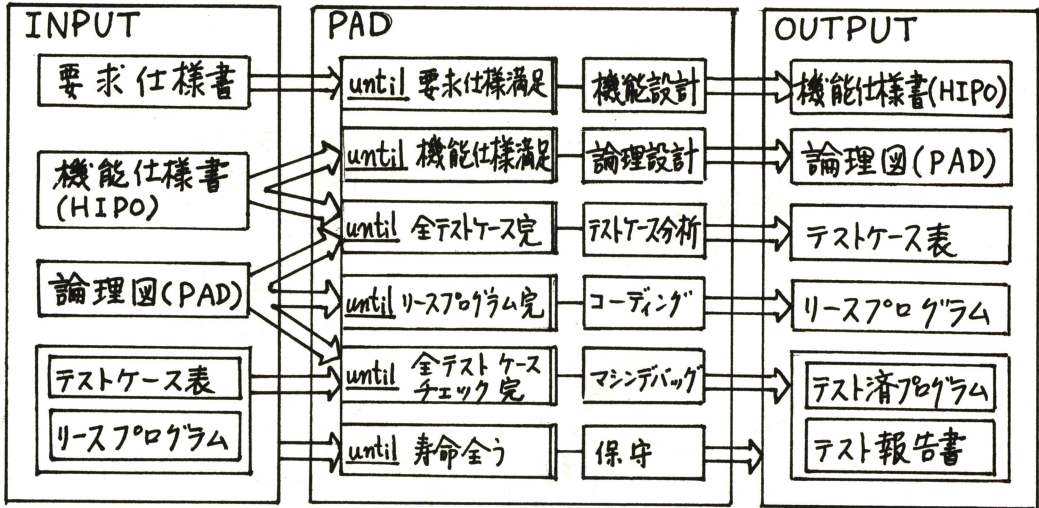 INPUT
要求仕様書
機能仕様書
(HIPO)
論理図(PAD)
テストケース表
ソースプログラム
PAD
until 要求仕様満足
機能設計
until 機能仕様満足
論理設計
until 全テストケース完
テストケース分析
until ソースプログラム完
コーディング
until 全テストケース
チェック完
マシンデバッグ
until 寿命全う
保守
OUTPUT
機能仕様書(HIPO)
論理図(PAD)
テストケース表
ソースプログラム
テスト済プログラム
テスト報告書